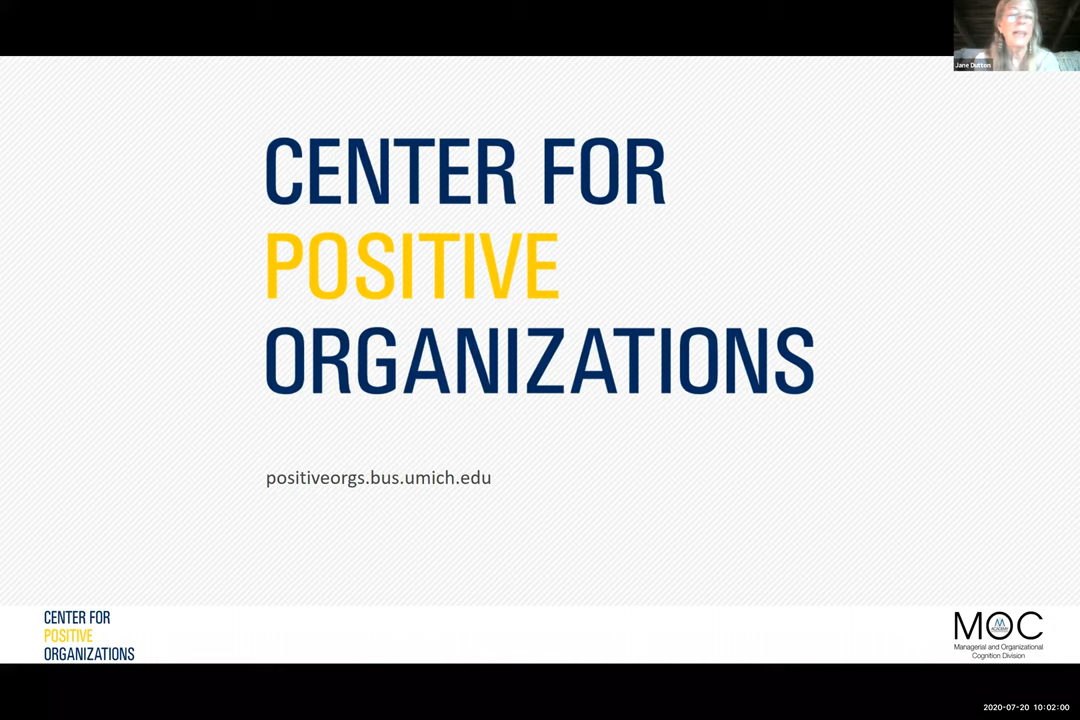 Jane Dutton
CENTER FOR
POSITIVE
ORGANIZATIONS
positiveorgs.bus.umich.edu
CENTER FOR
POSITIVE
ORGANIZATIONS
MOC
Managerial and Organizational
Cognition Division
2020-07-20 10:02:00